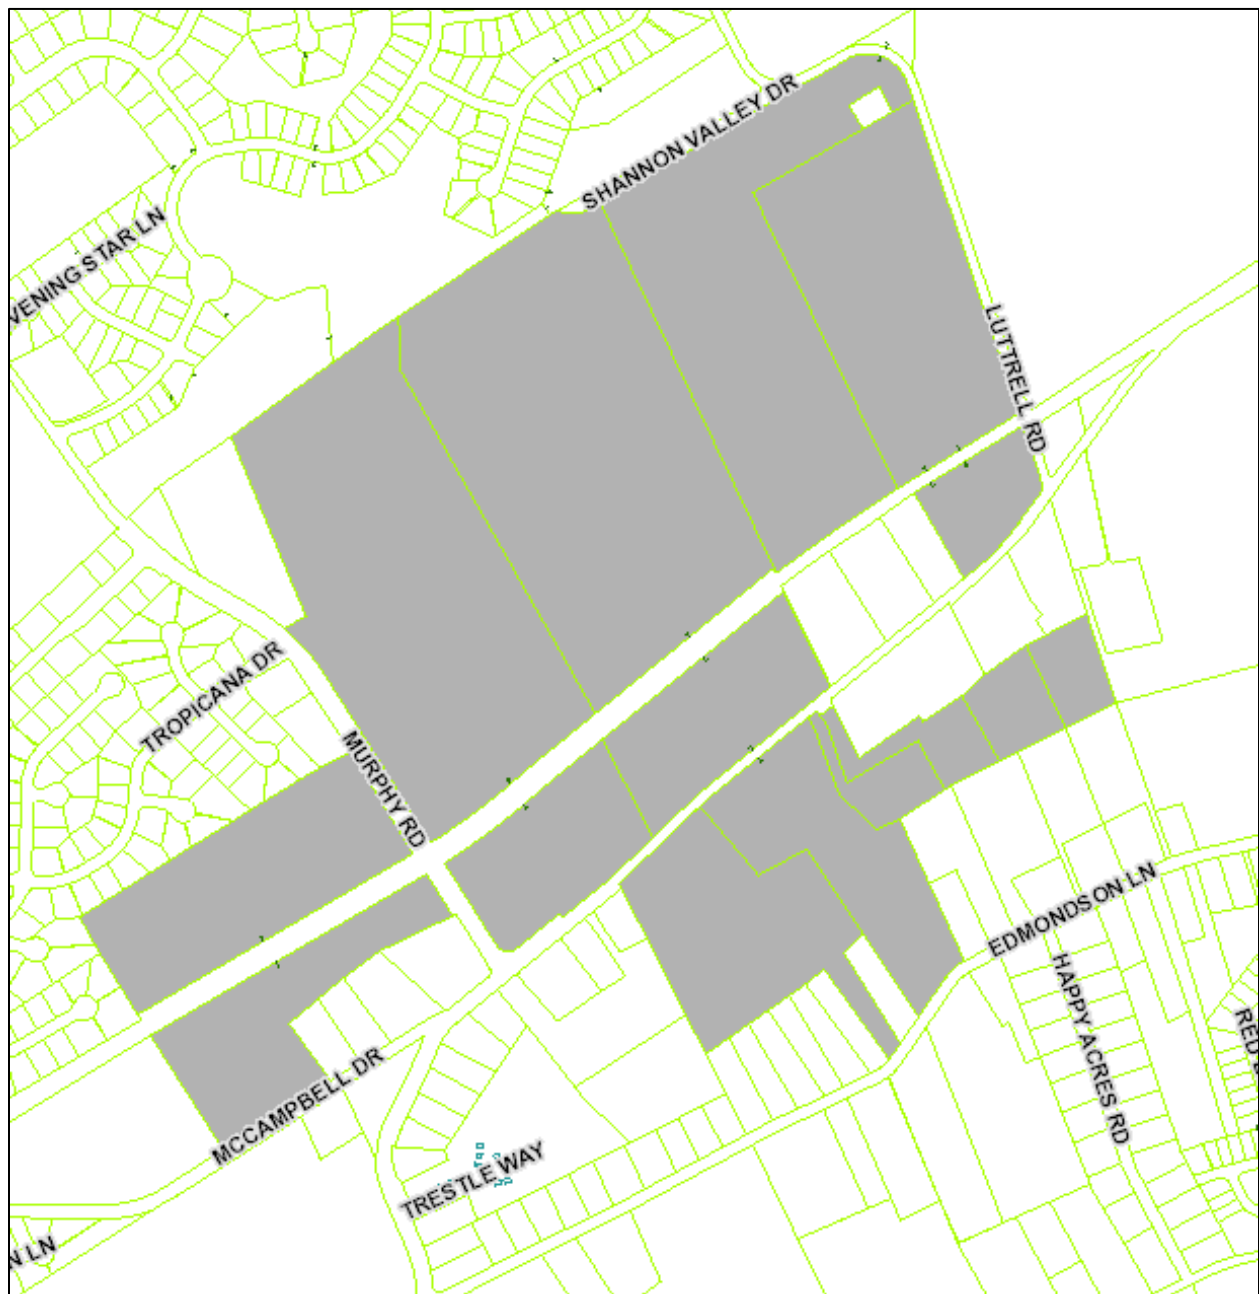 SHANNON VALLEY DR
VENING STAR LN
LUTTRELL RD
TROPICANA DR
MURPHY RD
EDMONDSON LN
HAPPY ACRES RD
RED
MCCAMPBELL DR
TRESTLE WAY
N LN